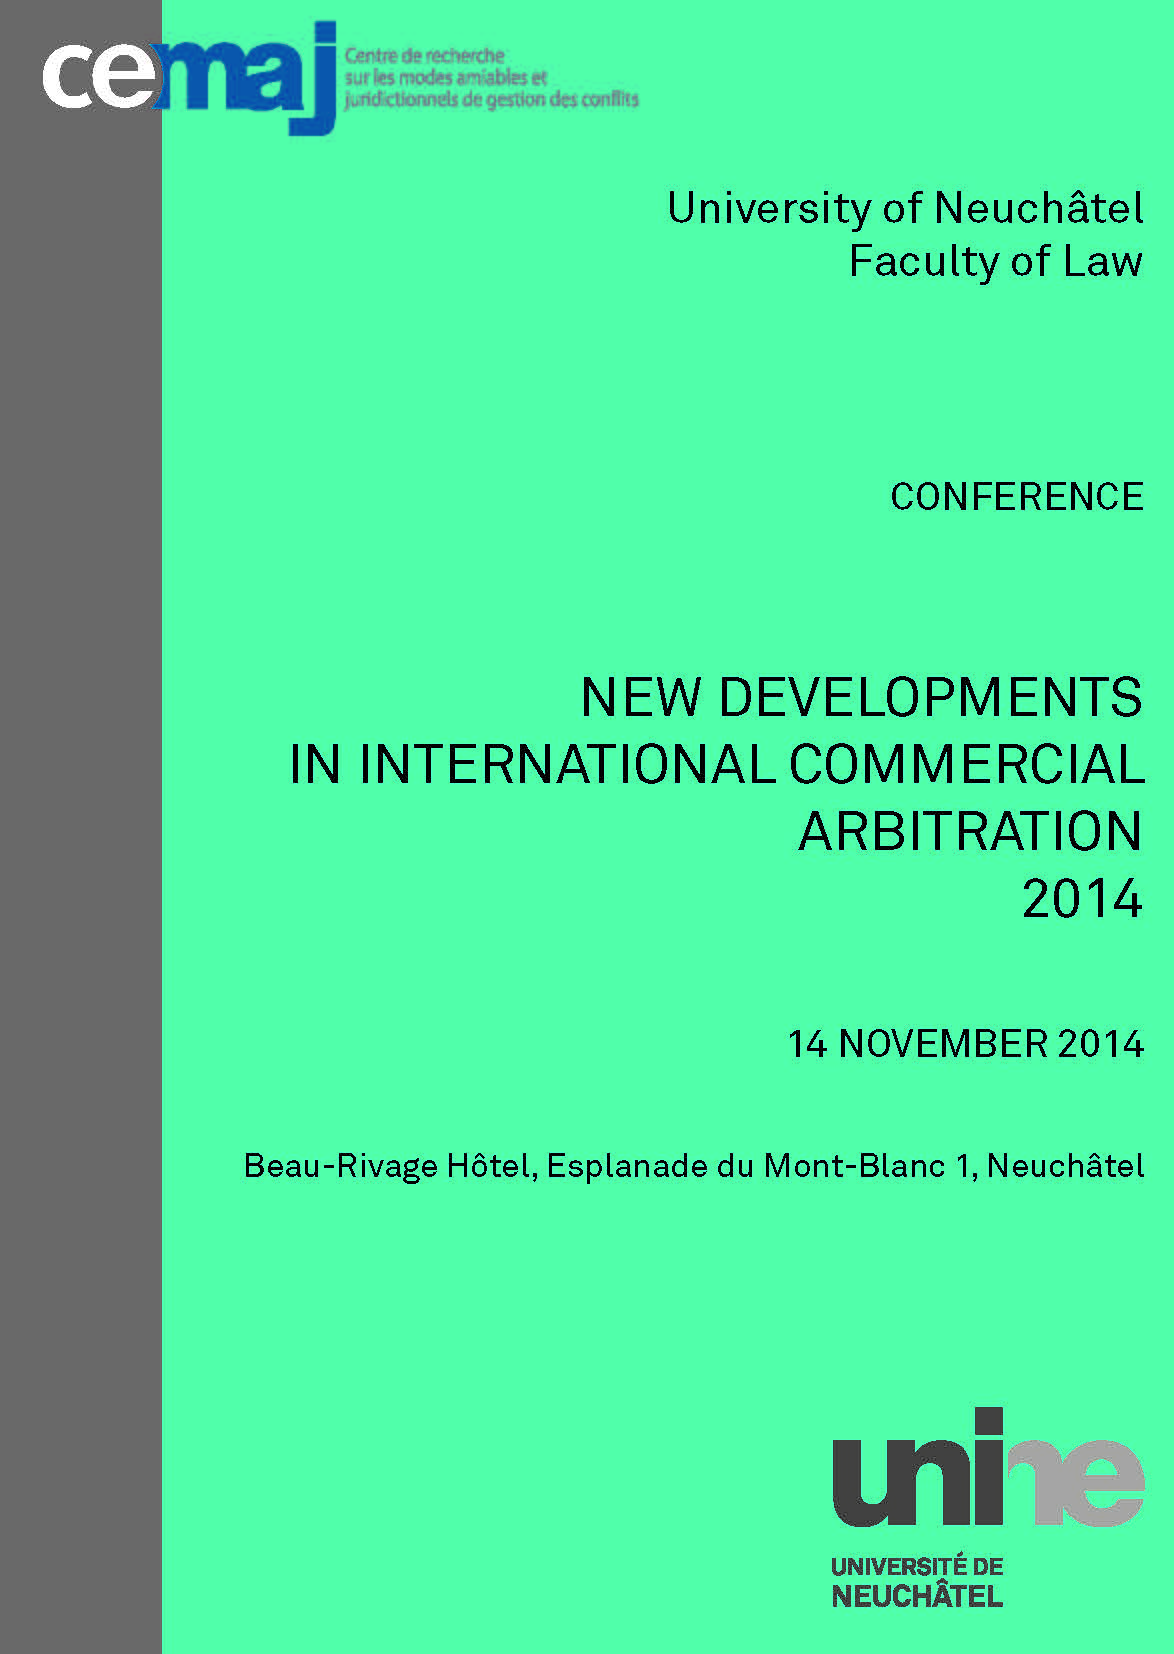 cemaj
Centre de recherche
sur les modes amiables et
juridictionnels de gestion des conflits
University of Neuchâtel
Faculty of Law
CONFERENCE
NEW DEVELOPMENTS
IN INTERNATIONAL COMMERCIAL
ARBITRATION
2014
14 NOVEMBER 2014
Beau-Rivage Hôtel, Esplanade du Mont-Blanc 1, Neuchâtel
unine
UNIVERSITÉ DE
NEUCHÂTEL